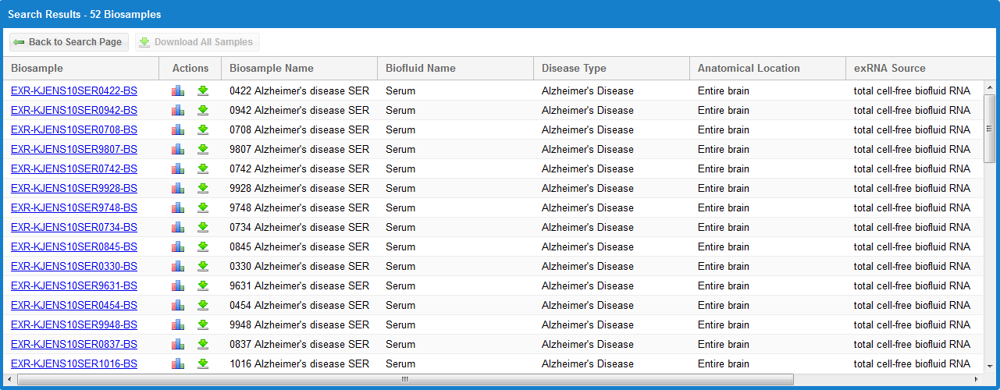 Search Results - 52 Biosamples
Back to Search Page Download All Samples
Biosample Actions Biosample Name Biofluid Name Disease Type Anatomical Location exRNA Source
EXR-KJENS10SER0422-BS 0422 Alzheimer's disease SER Serum Alzheimer's Disease Entire brain total cell-free biofluid RNA
EXR-KJENS10SER0942-BS 0942 Alzheimer's disease SER Serum Alzheimer's Disease Entire brain total cell-free biofluid RNA
EXR-KJENS10SER0708-BS 0708 Alzheimer's disease SER Serum Alzheimer's Disease Entire brain total cell-free biofluid RNA
EXR-KJENS10SER9807-BS 9807 Alzheimer's disease SER Serum Alzheimer's Disease Entire brain total cell-free biofluid RNA
EXR-KJENS10SER0742-BS 0742 Alzheimer's disease SER Serum Alzheimer's Disease Entire brain total cell-free biofluid RNA
EXR-KJENS10SER9928-BS 9928 Alzheimer's disease SER Serum Alzheimer's Disease Entire brain total cell-free biofluid RNA
EXR-KJENS10SER9748-BS 9748 Alzheimer's disease SER Serum Alzheimer's Disease Entire brain total cell-free biofluid RNA
EXR-KJENS10SER0734-BS 0734 Alzheimer's disease SER Serum Alzheimer's Disease Entire brain total cell-free biofluid RNA
EXR-KJENS10SER0845-BS 0845 Alzheimer's disease SER Serum Alzheimer's Disease Entire brain total cell-free biofluid RNA
EXR-KJENS10SER0330-BS 0330 Alzheimer's disease SER Serum Alzheimer's Disease Entire brain total cell-free biofluid RNA
EXR-KJENS10SER9631-BS 9631 Alzheimer's disease SER Serum Alzheimer's Disease Entire brain total cell-free biofluid RNA
EXR-KJENS10SER0454-BS 0454 Alzheimer's disease SER Serum Alzheimer's Disease Entire brain total cell-free biofluid RNA
EXR-KJENS10SER9948-BS 9948 Alzheimer's disease SER Serum Alzheimer's Disease Entire brain total cell-free biofluid RNA
EXR-KJENS10SER0837-BS 0837 Alzheimer's disease SER Serum Alzheimer's Disease Entire brain total cell-free biofluid RNA
EXR-KJENS10SER1016-BS 1016 Alzheimer's disease SER Serum Alzheimer's Disease Entire brain total cell-free biofluid RNA